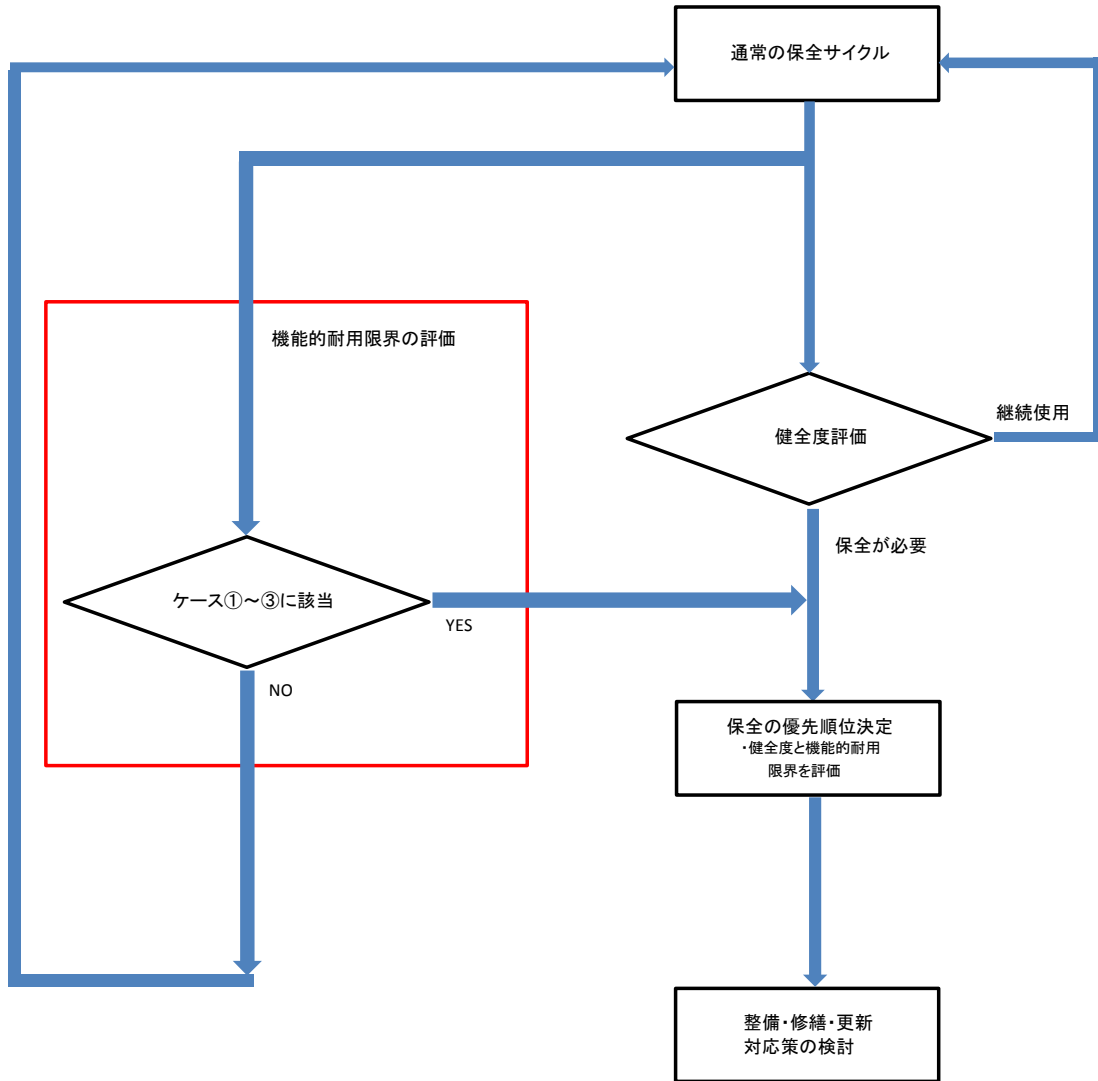 通常の保全サイクル
機能的耐用限界の評価
継続使用
健全度評価
保全が必要
ケース①～③に該当
YES
NO
保全の優先順位決定
・健全度と機能的耐用
限界を評価
整備・修繕・更新
対応策の検討